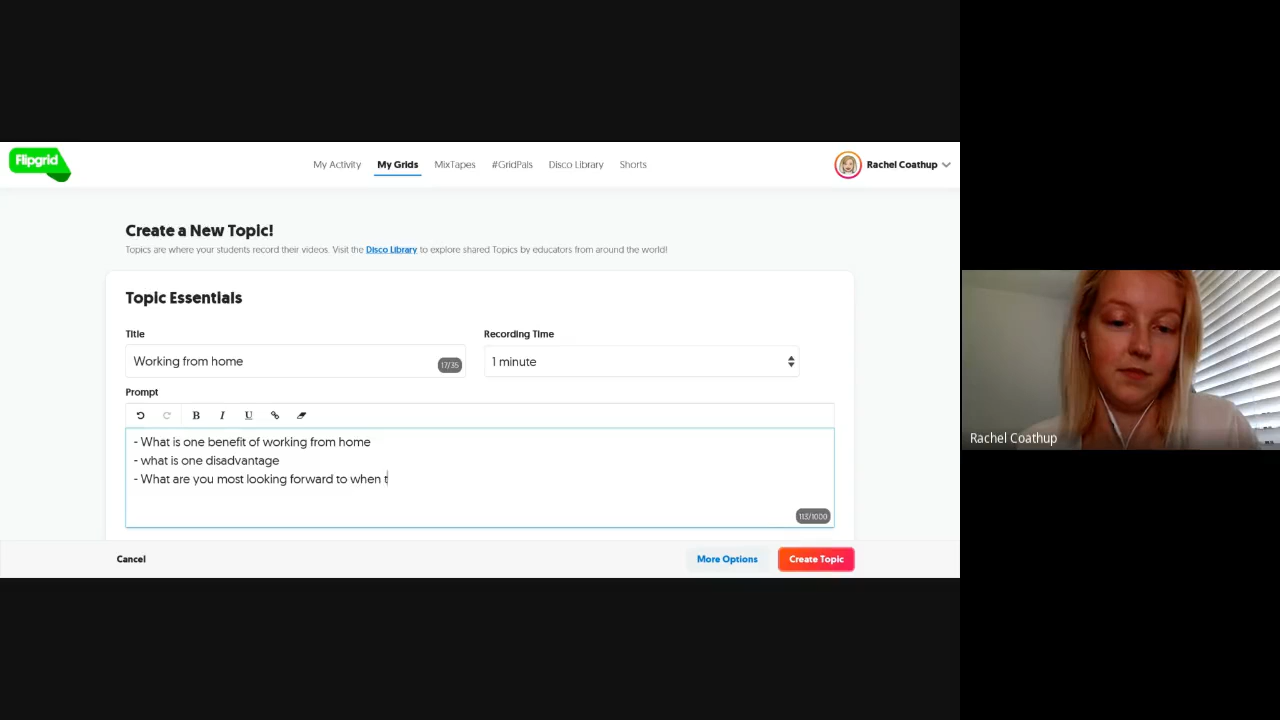 Flipgrid
My Activity My Grids MixTapes #GridPals Disco Library Shorts
Rachel Coathup
Create a New Topic!
Topics are where your students record their videos. Visit the Disco Library to explore shared Topics by educators from around the world!
Topic Essentials
Title
Working from home
17/35
Recording Time
1 minute
Prompt
B I U
- What is one benefit of working from home
- what is one disadvantage
- What are you most looking forward to when t
113/1000
Cancel
More Options
Create Topic
Rachel Coathup